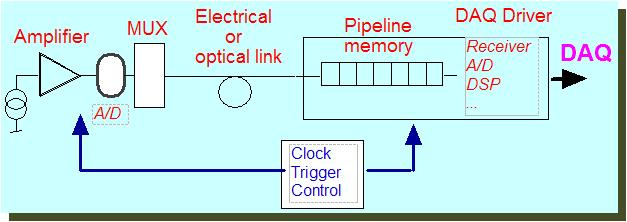 Amplifier
MUX
Electrical
or
optical link
Pipeline
memory
DAQ Driver
Receiver
A/D
DSP
...
DAQ
A/D
Clock
Trigger
Control